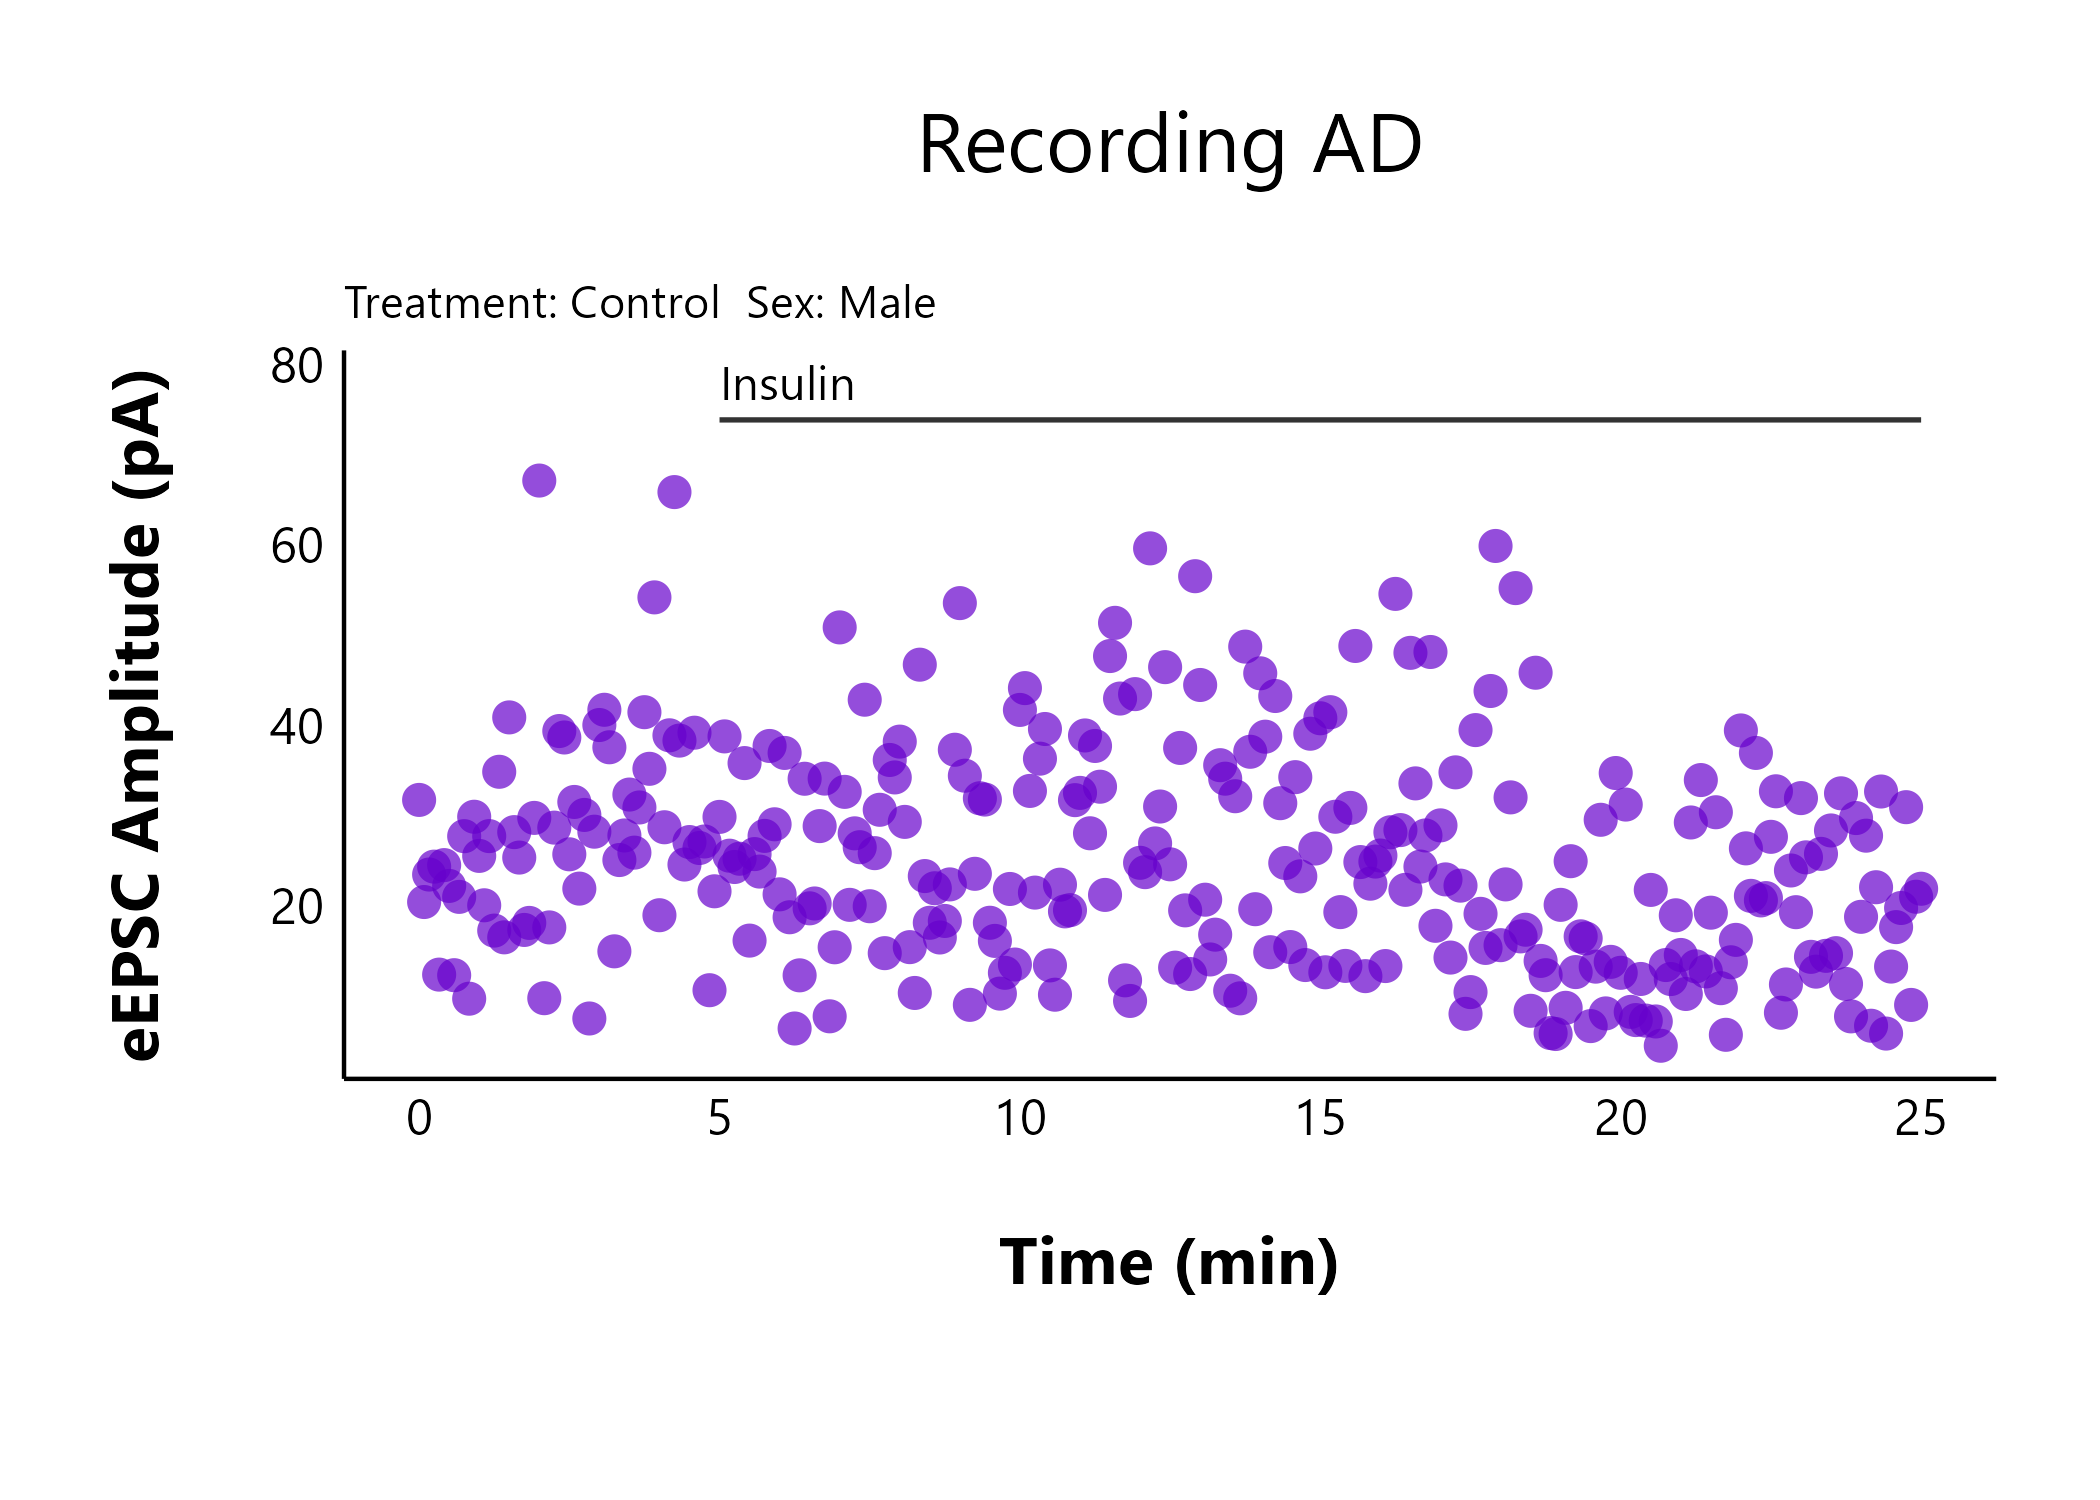 Recording AD
Treatment: Control  Sex: Male
Insulin
eEPSC Amplitude (pA)
80
60
40
20
0 5 10 15 20 25
Time (min)